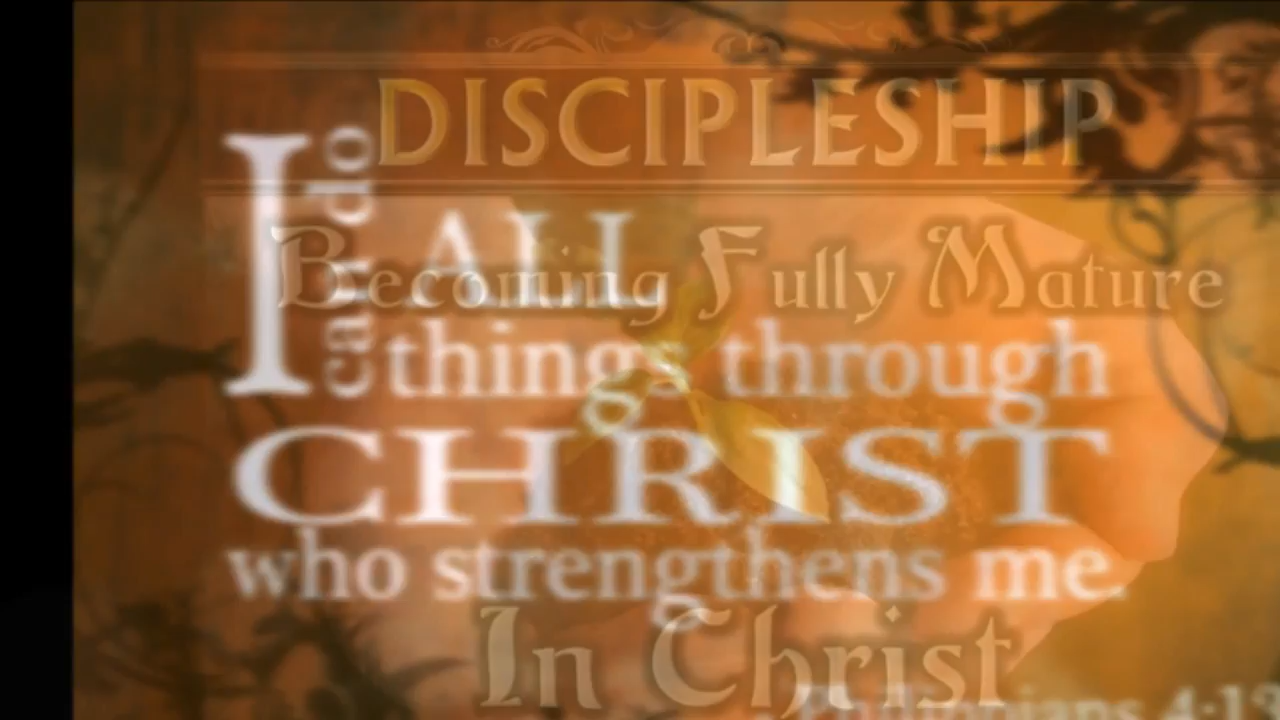 DISCIPLESHIP
I can do ALL
Becoming Fully Mature
things through
CHRIST
who strengthens me.
In Christ
Philippians 4:13